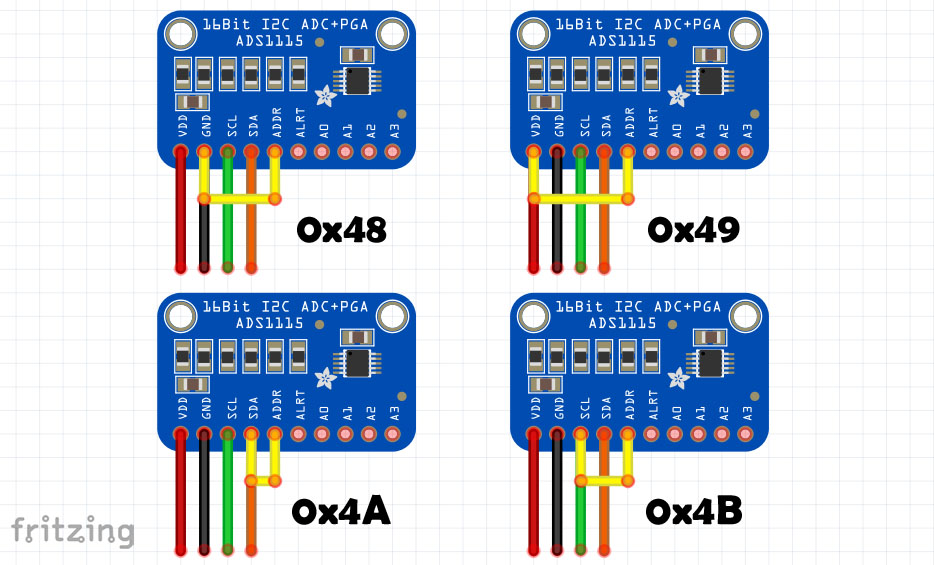 16Bit I2C ADC+PGA
ADS1115
VDD GND SCL SDA ADDR ALRT A0 A1 A2 A3
0x48
16Bit I2C ADC+PGA
ADS1115
VDD GND SCL SDA ADDR ALRT A0 A1 A2 A3
0x49
16Bit I2C ADC+PGA
ADS1115
VDD GND SCL SDA ADDR ALRT A0 A1 A2 A3
0x4A
16Bit I2C ADC+PGA
ADS1115
VDD GND SCL SDA ADDR ALRT A0 A1 A2 A3
0x4B
fritzing